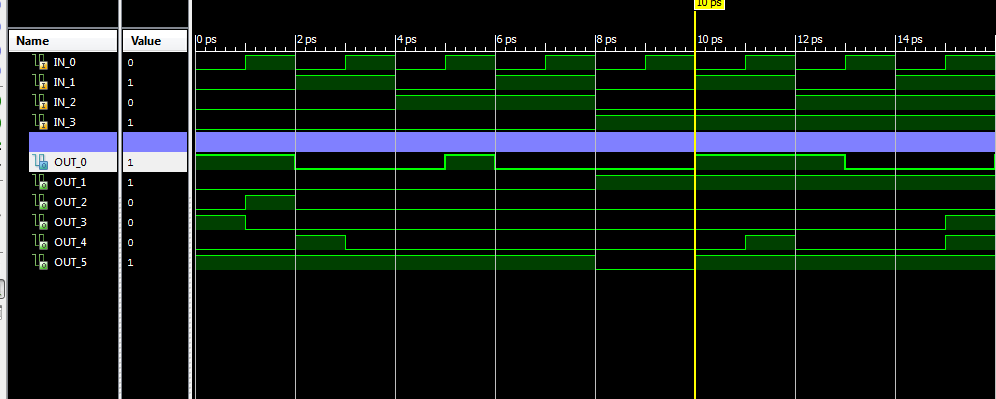 10 ps
Name Value
0 ps 2 ps 4 ps 6 ps 8 ps 10 ps 12 ps 14 ps
IN_0 0
IN_1 1
IN_2 0
IN_3 1
OUT_0 1
OUT_1 1
OUT_2 0
OUT_3 0
OUT_4 0
OUT_5 1